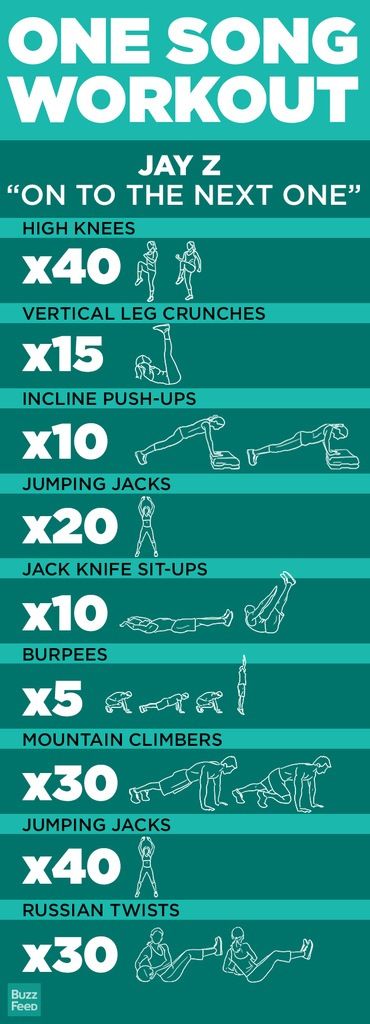 ONE SONG
WORKOUT
JAY Z
“ON TO THE NEXT ONE”
HIGH KNEES
x40
VERTICAL LEG CRUNCHES
x15
INCLINE PUSH-UPS
x10
JUMPING JACKS
x20
JACK KNIFE SIT-UPS
x10
BURPEES
x5
MOUNTAIN CLIMBERS
x30
JUMPING JACKS
x40
RUSSIAN TWISTS
x30
BuzZ
FEED